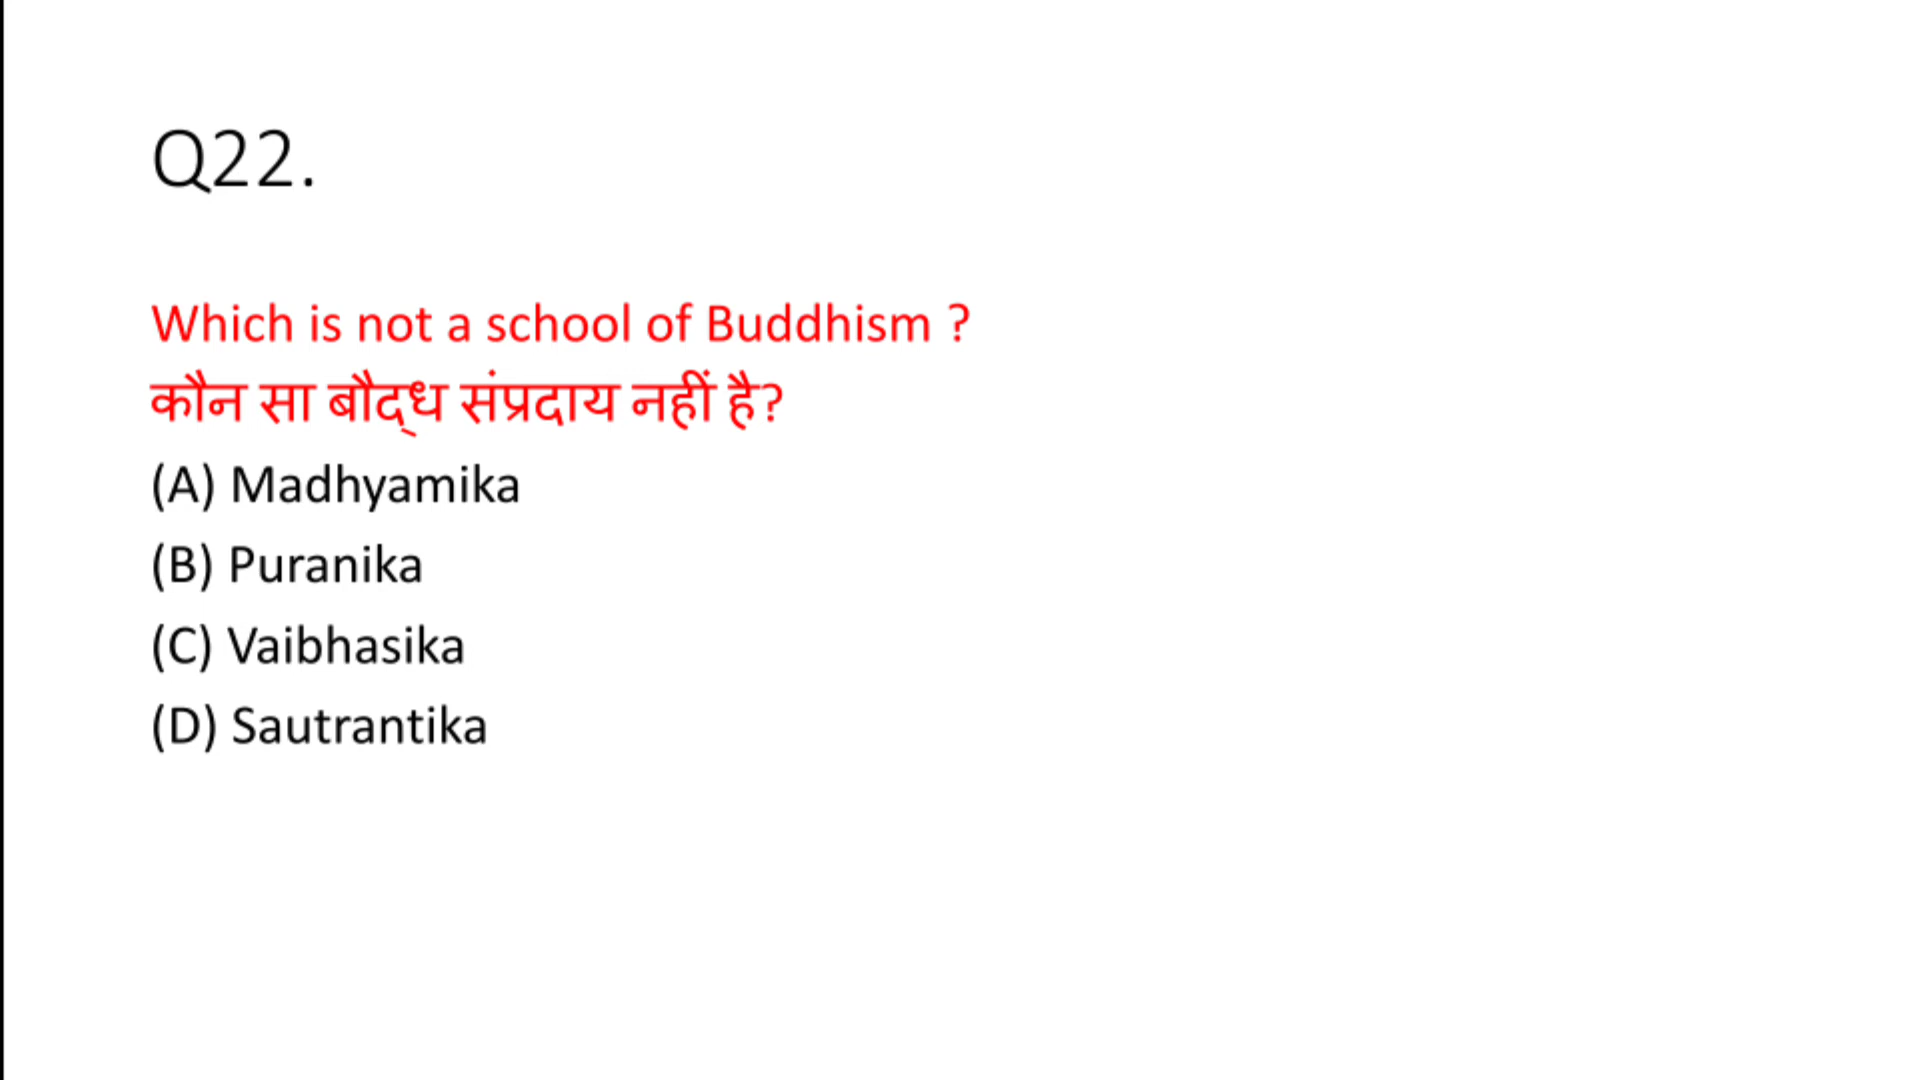 Q22.
Which is not a school of Buddhism ?
कौन सा बौद्ध संप्रदाय नहीं है?
(A) Madhyamika
(B) Puranika
(C) Vaibhasika
(D) Sautrantika